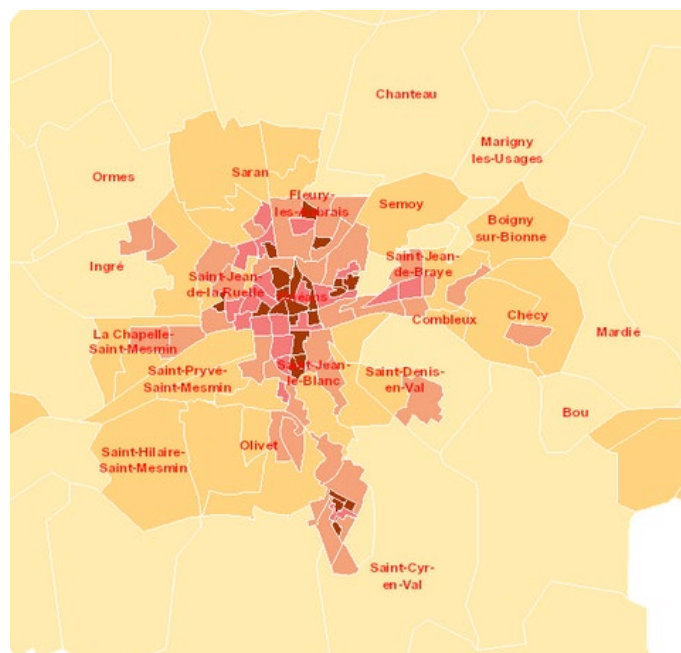 Chanteau
Marigny
les-Usages
Ormes
Saran
Fleury-
les-Aubrais
Semoy
Boigny
sur-Bionne
Ingré
Saint-Jean-
de-la Ruelle
Orléans
Saint-Jean-
de-Braye
Combleux
Chécy
Mardié
La Chapelle-
Saint-Mesmin
Saint-Pryvé-
Saint-Mesmin
Saint-Jean-
le-Blanc
Saint-Denis-
en-Val
Bou
Saint-Hilaire-
Saint-Mesmin
Olivet
Saint-Cyr-
en-Val